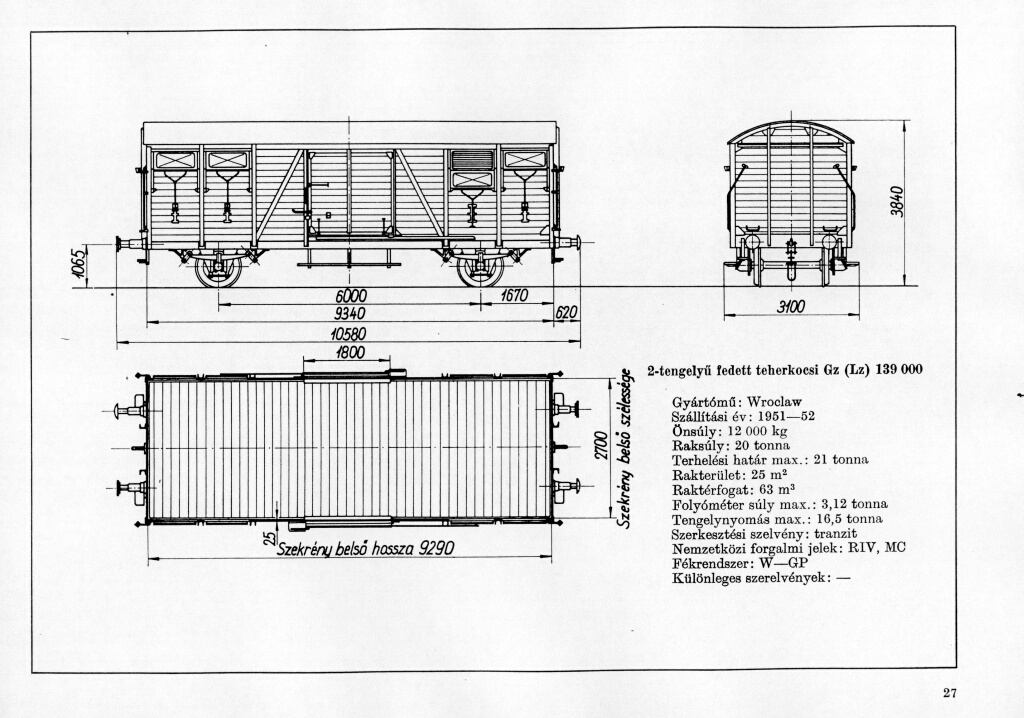 3840
1065
6000
1670
9340
620
10580
3100
1800
2700
Szekrény belső szélessége
25
Szekrény belső hossza 9290
2-tengelyű fedett teherkocsi Gz (Lz) 139 000
Gyártómű: Wroclaw
Szállítási év: 1951—52
Önsúly: 12 000 kg
Raksúly: 20 tonna
Terhelési határ max.: 21 tonna
Rakterület: 25 m²
Raktérfogat: 63 m³
Folyóméter súly max.: 3,12 tonna
Tengelynyomás max.: 16,5 tonna
Szerkesztési szelvény: tranzit
Nemzetközi forgalmi jelek: RIV, MC
Fékrendszer: W—GP
Különleges szerelvények: —
27